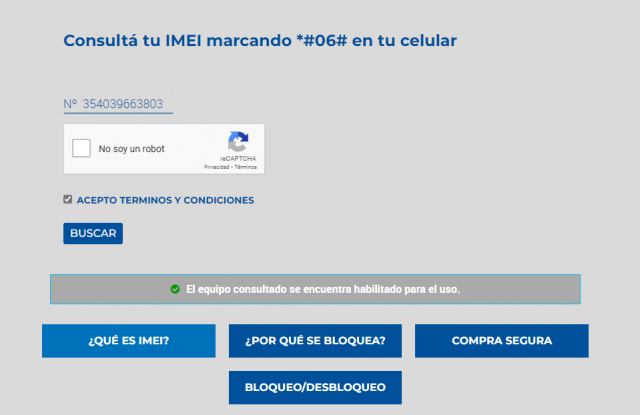 Consultá tu IMEI marcando *#06# en tu celular
Nº 354039663803
No soy un robot
reCAPTCHA
Privacidad - Términos
ACEPTO TERMINOS Y CONDICIONES
BUSCAR
El equipo consultado se encuentra habilitado para el uso.
¿QUÉ ES IMEI?
¿POR QUÉ SE BLOQUEA?
COMPRA SEGURA
BLOQUEO/DESBLOQUEO